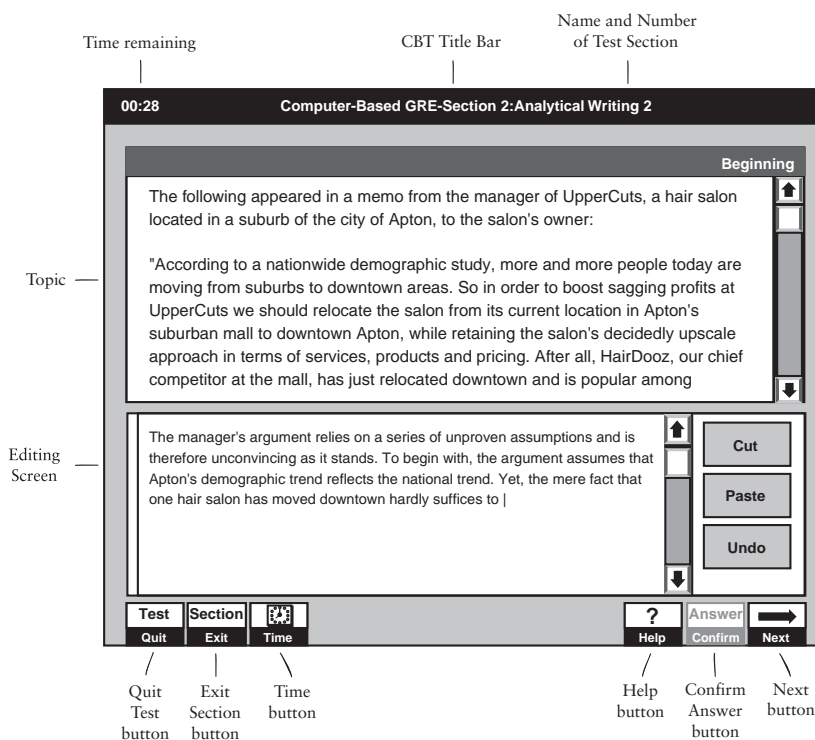 Name and Number
Time remaining CBT Title Bar of Test Section
00:28 Computer-Based GRE-Section 2:Analytical Writing 2
Beginning
The following appeared in a memo from the manager of UpperCuts, a hair salon
located in a suburb of the city of Apton, to the salon's owner:
"According to a nationwide demographic study, more and more people today are
moving from suburbs to downtown areas. So in order to boost sagging profits at
Topic
UpperCuts we should relocate the salon from its current location in Apton's
suburban mall to downtown Apton, while retaining the salon's decidedly upscale
approach in terms of services, products and pricing. After all, HairDooz, our chief
competitor at the mall, has just relocated downtown and is popular among
Editing
Screen
The manager's argument relies on a series of unproven assumptions and is
therefore unconvincing as it stands. To begin with, the argument assumes that
Apton's demographic trend reflects the national trend. Yet, the mere fact that
one hair salon has moved downtown hardly suffices to |
Cut
Paste
Undo
Test Section ? Answer
Quit Exit Time Help Confirm Next
Quit Exit Time Help Confirm Next
Test Section button button Answer button
button button button